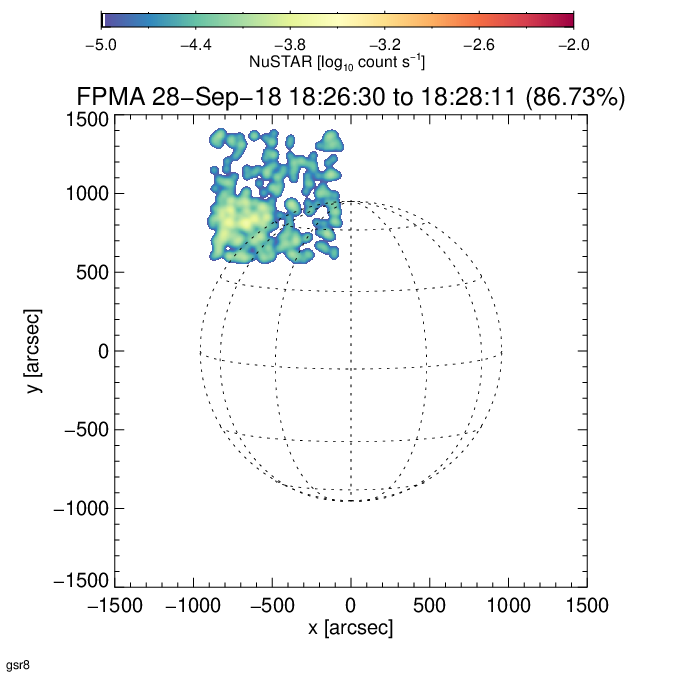 −5.0 −4.4 −3.8 −3.2 −2.6 −2.0
NuSTAR [log₁₀ count s⁻¹]
FPMA 28−Sep−18 18:26:30 to 18:28:11 (86.73%)
1500
1000
500
0
−500
−1000
−1500
y [arcsec]
−1500 −1000 −500 0 500 1000 1500
x [arcsec]
gsr8